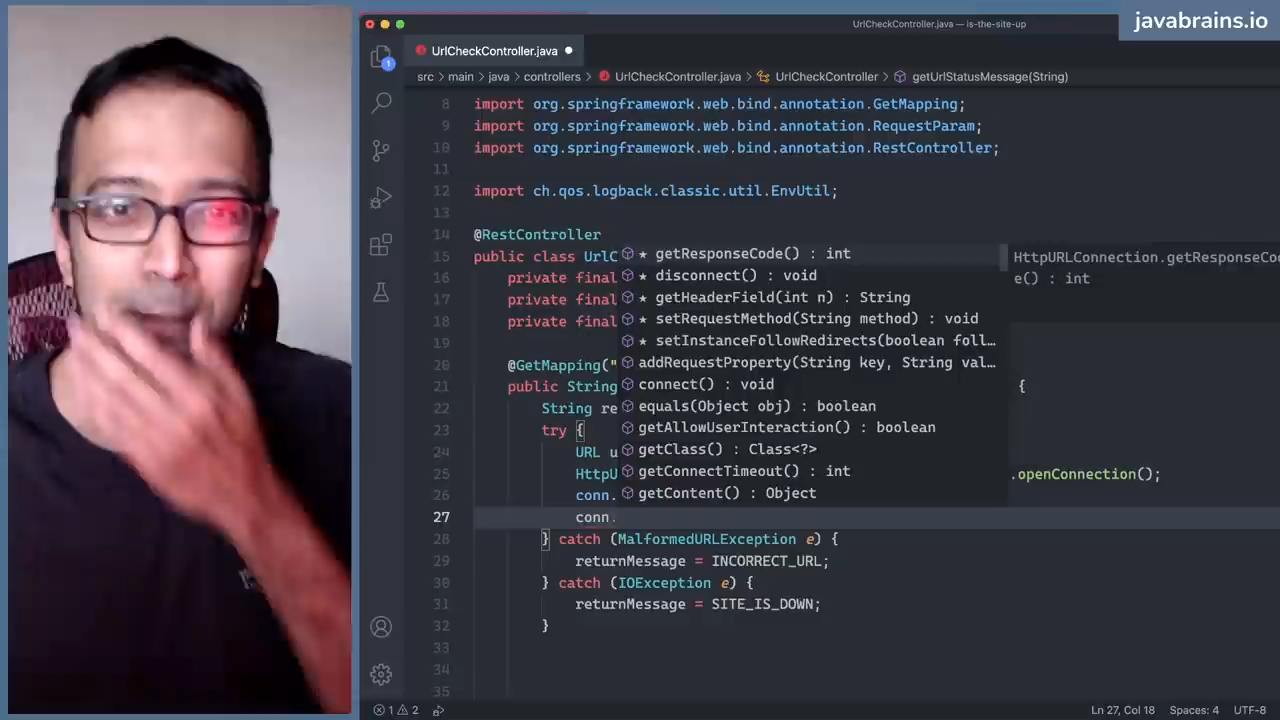 UrlCheckController.java — is-the-site-up
javabrains.io
UrlCheckController.java
1
src > main > java > controllers > UrlCheckController.java > UrlCheckController > getUrlStatusMessage(String)
8 import org.springframework.web.bind.annotation.GetMapping;
9 import org.springframework.web.bind.annotation.RequestParam;
10 import org.springframework.web.bind.annotation.RestController;
11
12 import ch.qos.logback.classic.util.EnvUtil;
13
14 @RestController
15 public class UrlC
16 private final
17 private final
18 private final
19
20 @GetMapping("
21 public String {
22 String re
23 try {
24 URL u
25 HttpU .openConnection();
26 conn.
27 conn.
28 } catch (MalformedURLException e) {
29 returnMessage = INCORRECT_URL;
30 } catch (IOException e) {
31 returnMessage = SITE_IS_DOWN;
32 }
33
34
35
★ getResponseCode() : int
★ disconnect() : void
★ getHeaderField(int n) : String
★ setRequestMethod(String method) : void
★ setInstanceFollowRedirects(boolean foll…
addRequestProperty(String key, String val…
connect() : void
equals(Object obj) : boolean
getAllowUserInteraction() : boolean
getClass() : Class<?>
getConnectTimeout() : int
getContent() : Object
HttpURLConnection.getResponseCod
e() : int
1 2
Ln 27, Col 18 Spaces: 4 UTF-8